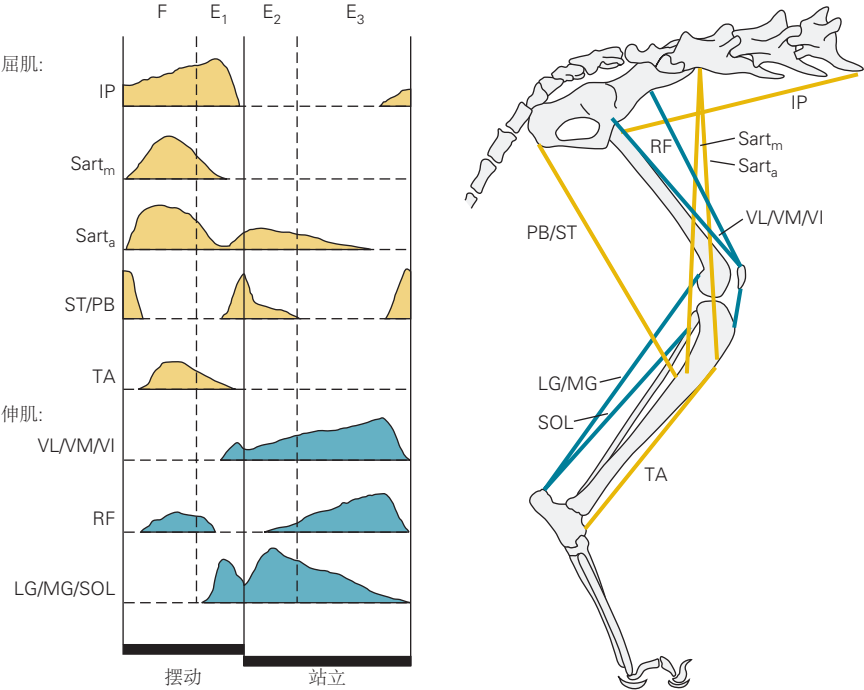 F E₁ E₂ E₃
屈肌:
IP
Sartₘ
Sartₐ
ST/PB
TA
伸肌:
VL/VM/VI
RF
LG/MG/SOL
摆动 站立
IP
RF
Sartₘ
Sartₐ
VL/VM/VI
PB/ST
LG/MG
SOL
TA